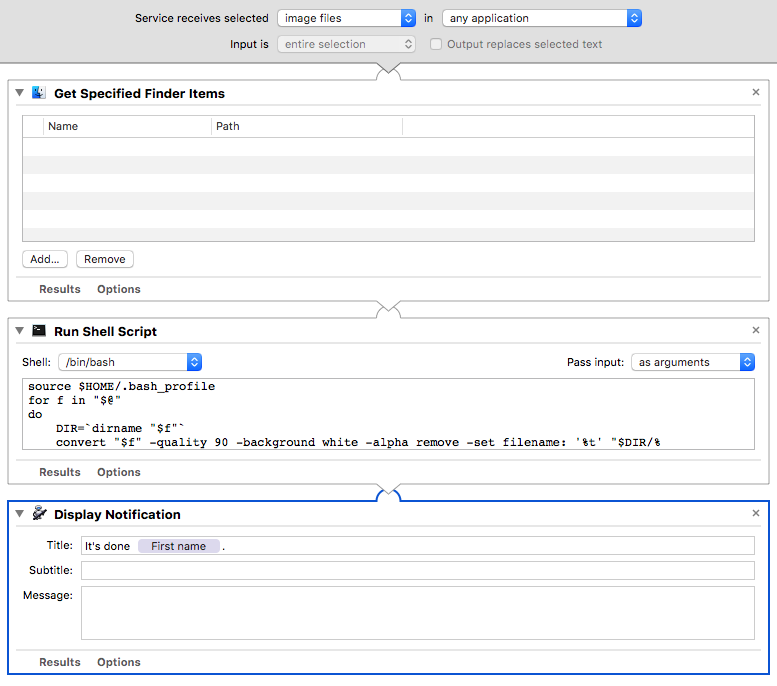 Service receives selected image files in any application
Input is entire selection Output replaces selected text
Get Specified Finder Items
Name Path
Add... Remove
Results Options
Run Shell Script
Shell: /bin/bash Pass input: as arguments
source $HOME/.bash_profile
for f in "$@"
do
DIR=`dirname "$f"`
convert "$f" -quality 90 -background white -alpha remove -set filename: '%t' "$DIR/%
Results Options
Display Notification
Title: It's done First name .
Subtitle:
Message:
Results Options